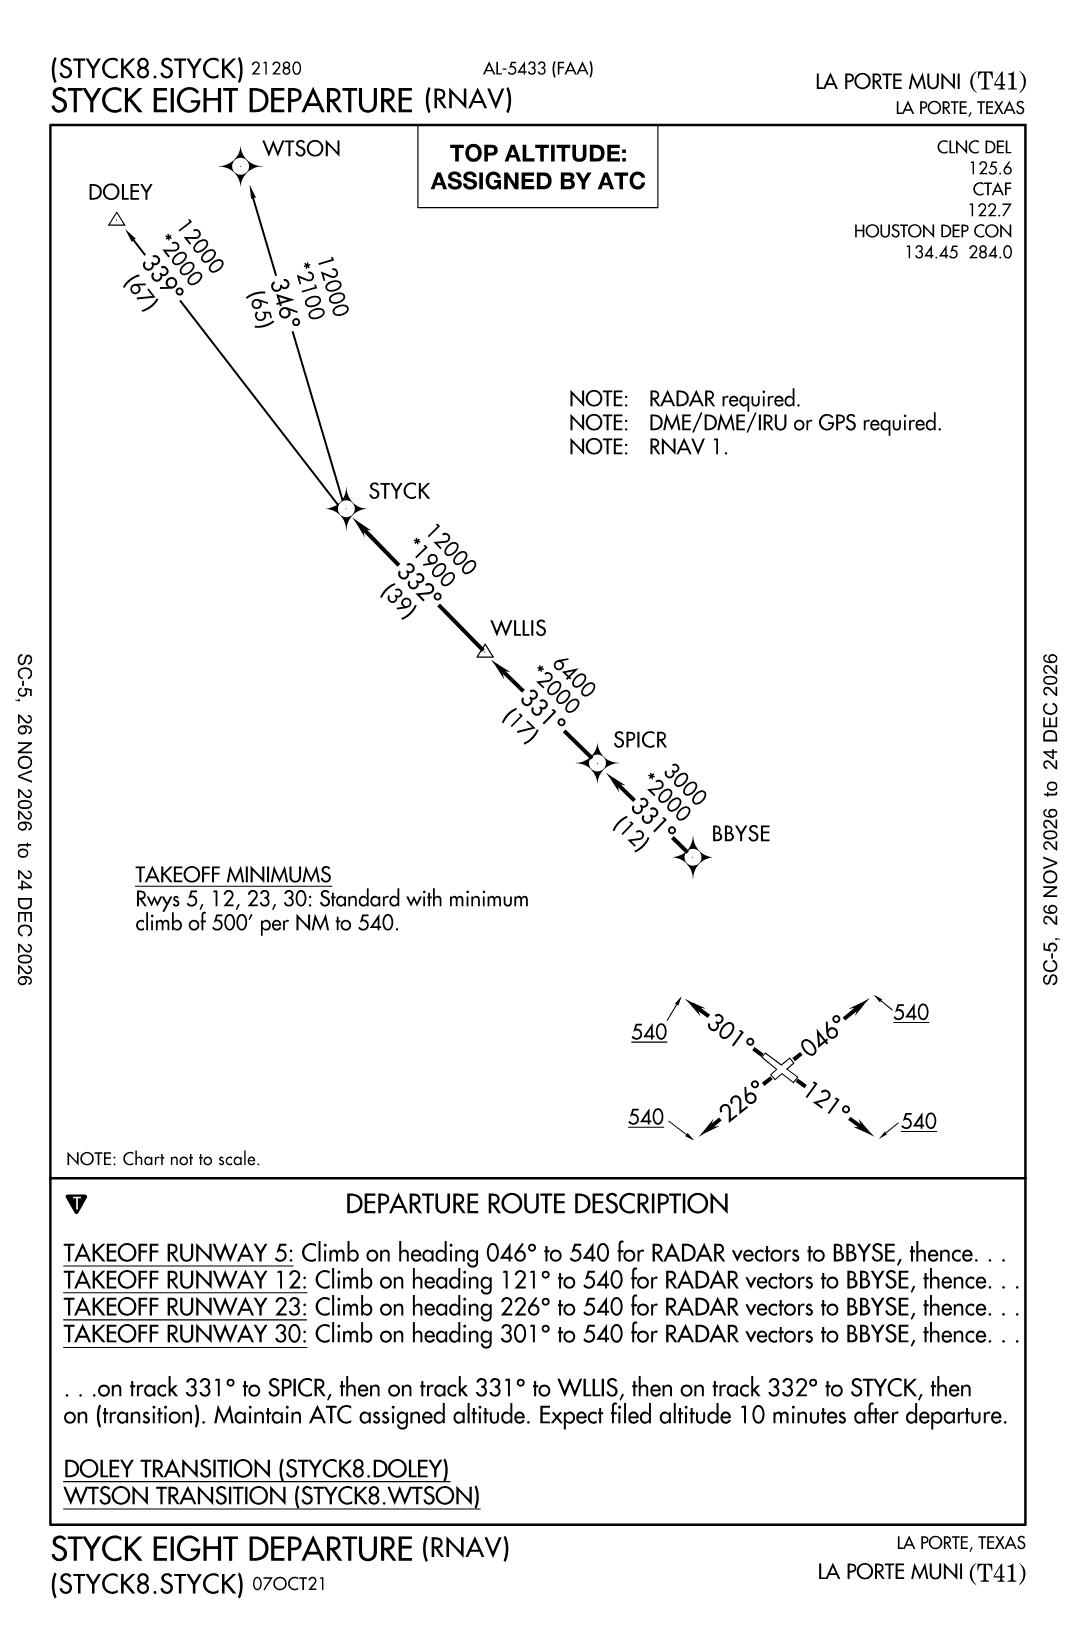 (STYCK8.STYCK) 21280
AL-5433 (FAA)
LA PORTE MUNI (T41)
STYCK EIGHT DEPARTURE (RNAV)
LA PORTE, TEXAS
TOP ALTITUDE:
ASSIGNED BY ATC
CLNC DEL
125.6
CTAF
122.7
HOUSTON DEP CON
134.45 284.0
WTSON
DOLEY
12000
*2000
339°
(67)
12000
*2100
346°
(65)
NOTE: RADAR required.
NOTE: DME/DME/IRU or GPS required.
NOTE: RNAV 1.
STYCK
12000
*1900
332°
(39)
WLLIS
6400
*2000
331°
(17)
SPICR
3000
*2000
331°
(12)
BBYSE
TAKEOFF MINIMUMS
Rwys 5, 12, 23, 30: Standard with minimum
climb of 500' per NM to 540.
540
301°
046°
540
540
226°
121°
540
NOTE: Chart not to scale.
SC-5, 26 NOV 2026 to 24 DEC 2026
SC-5, 26 NOV 2026 to 24 DEC 2026
T
DEPARTURE ROUTE DESCRIPTION
TAKEOFF RUNWAY 5: Climb on heading 046° to 540 for RADAR vectors to BBYSE, thence. . .
TAKEOFF RUNWAY 12: Climb on heading 121° to 540 for RADAR vectors to BBYSE, thence. . .
TAKEOFF RUNWAY 23: Climb on heading 226° to 540 for RADAR vectors to BBYSE, thence. . .
TAKEOFF RUNWAY 30: Climb on heading 301° to 540 for RADAR vectors to BBYSE, thence. . .
. . .on track 331° to SPICR, then on track 331° to WLLIS, then on track 332° to STYCK, then
on (transition). Maintain ATC assigned altitude. Expect filed altitude 10 minutes after departure.
DOLEY TRANSITION (STYCK8.DOLEY)
WTSON TRANSITION (STYCK8.WTSON)
STYCK EIGHT DEPARTURE (RNAV)
LA PORTE, TEXAS
(STYCK8.STYCK) 07OCT21
LA PORTE MUNI (T41)